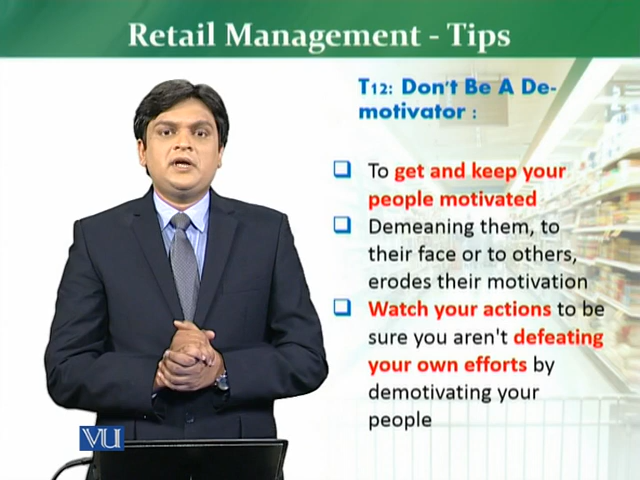 Retail Management - Tips
T12: Don't Be A De-
motivator :
To get and keep your
people motivated
Demeaning them, to
their face or to others,
erodes their motivation
Watch your actions to be
sure you aren't defeating
your own efforts by
demotivating your
people
VU